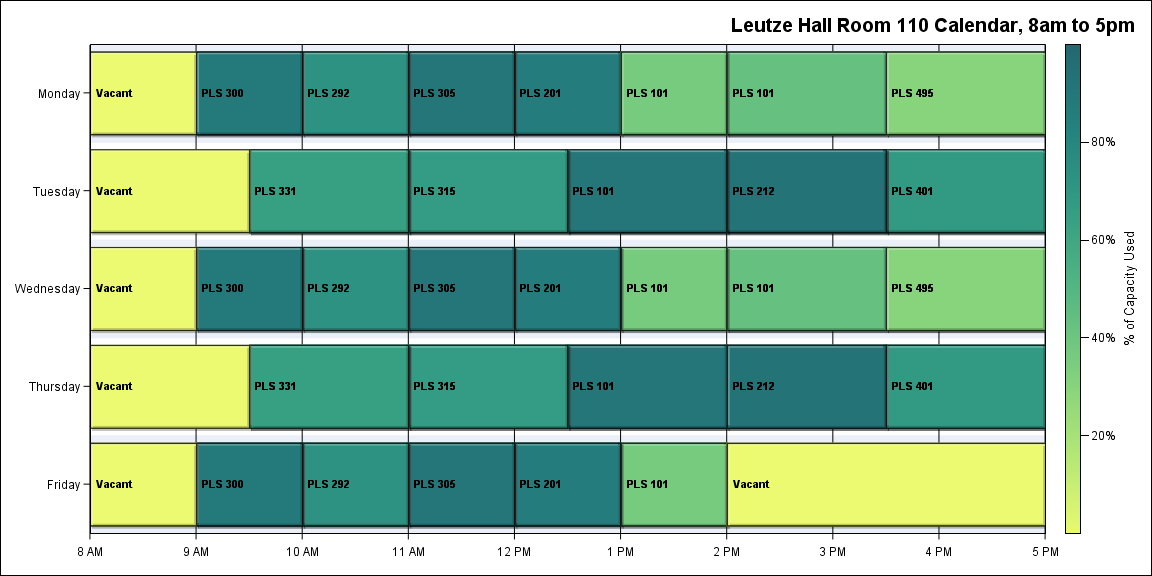 Leutze Hall Room 110 Calendar, 8am to 5pm
Monday
Vacant
PLS 300
PLS 292
PLS 305
PLS 201
PLS 101
PLS 101
PLS 495
Tuesday
Vacant
PLS 331
PLS 315
PLS 101
PLS 212
PLS 401
Wednesday
Vacant
PLS 300
PLS 292
PLS 305
PLS 201
PLS 101
PLS 101
PLS 495
Thursday
Vacant
PLS 331
PLS 315
PLS 101
PLS 212
PLS 401
Friday
Vacant
PLS 300
PLS 292
PLS 305
PLS 201
PLS 101
Vacant
8 AM
9 AM
10 AM
11 AM
12 PM
1 PM
2 PM
3 PM
4 PM
5 PM
80%
60%
40%
20%
% of Capacity Used